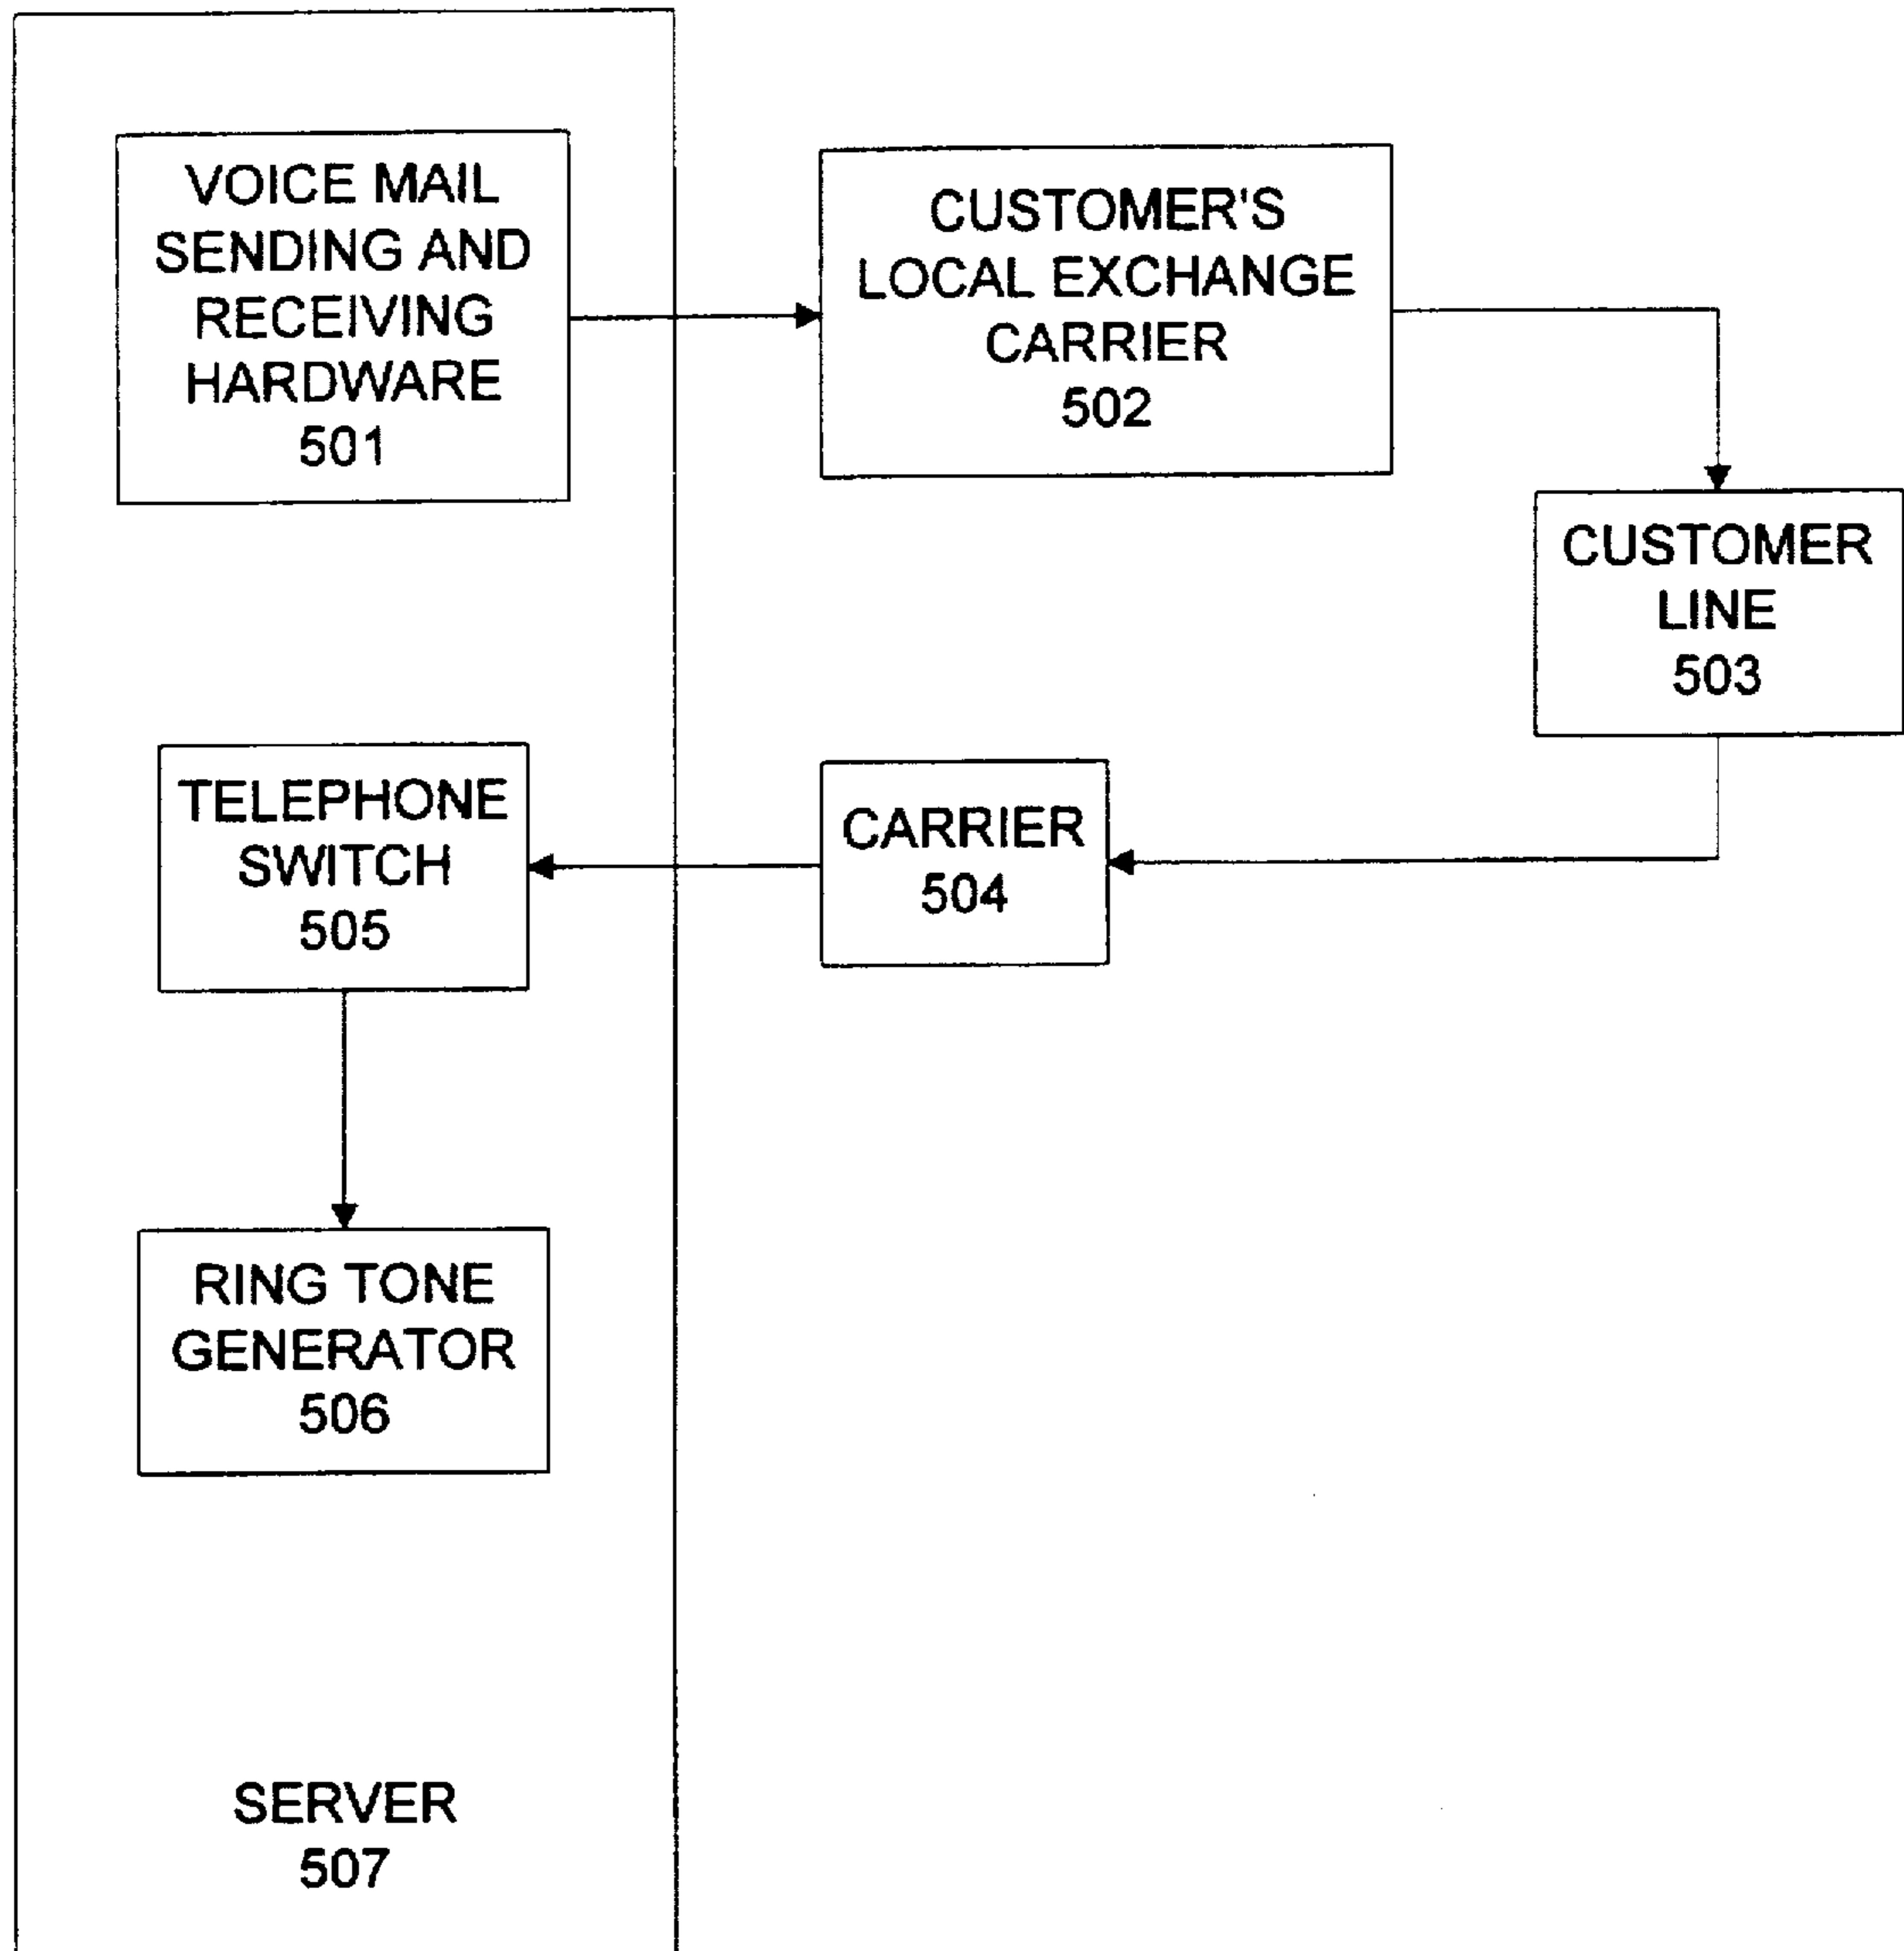 VOICE MAIL
SENDING AND
RECEIVING
HARDWARE
501
CUSTOMER'S
LOCAL EXCHANGE
CARRIER
502
CUSTOMER
LINE
503
TELEPHONE
SWITCH
505
CARRIER
504
RING TONE
GENERATOR
506
SERVER
507